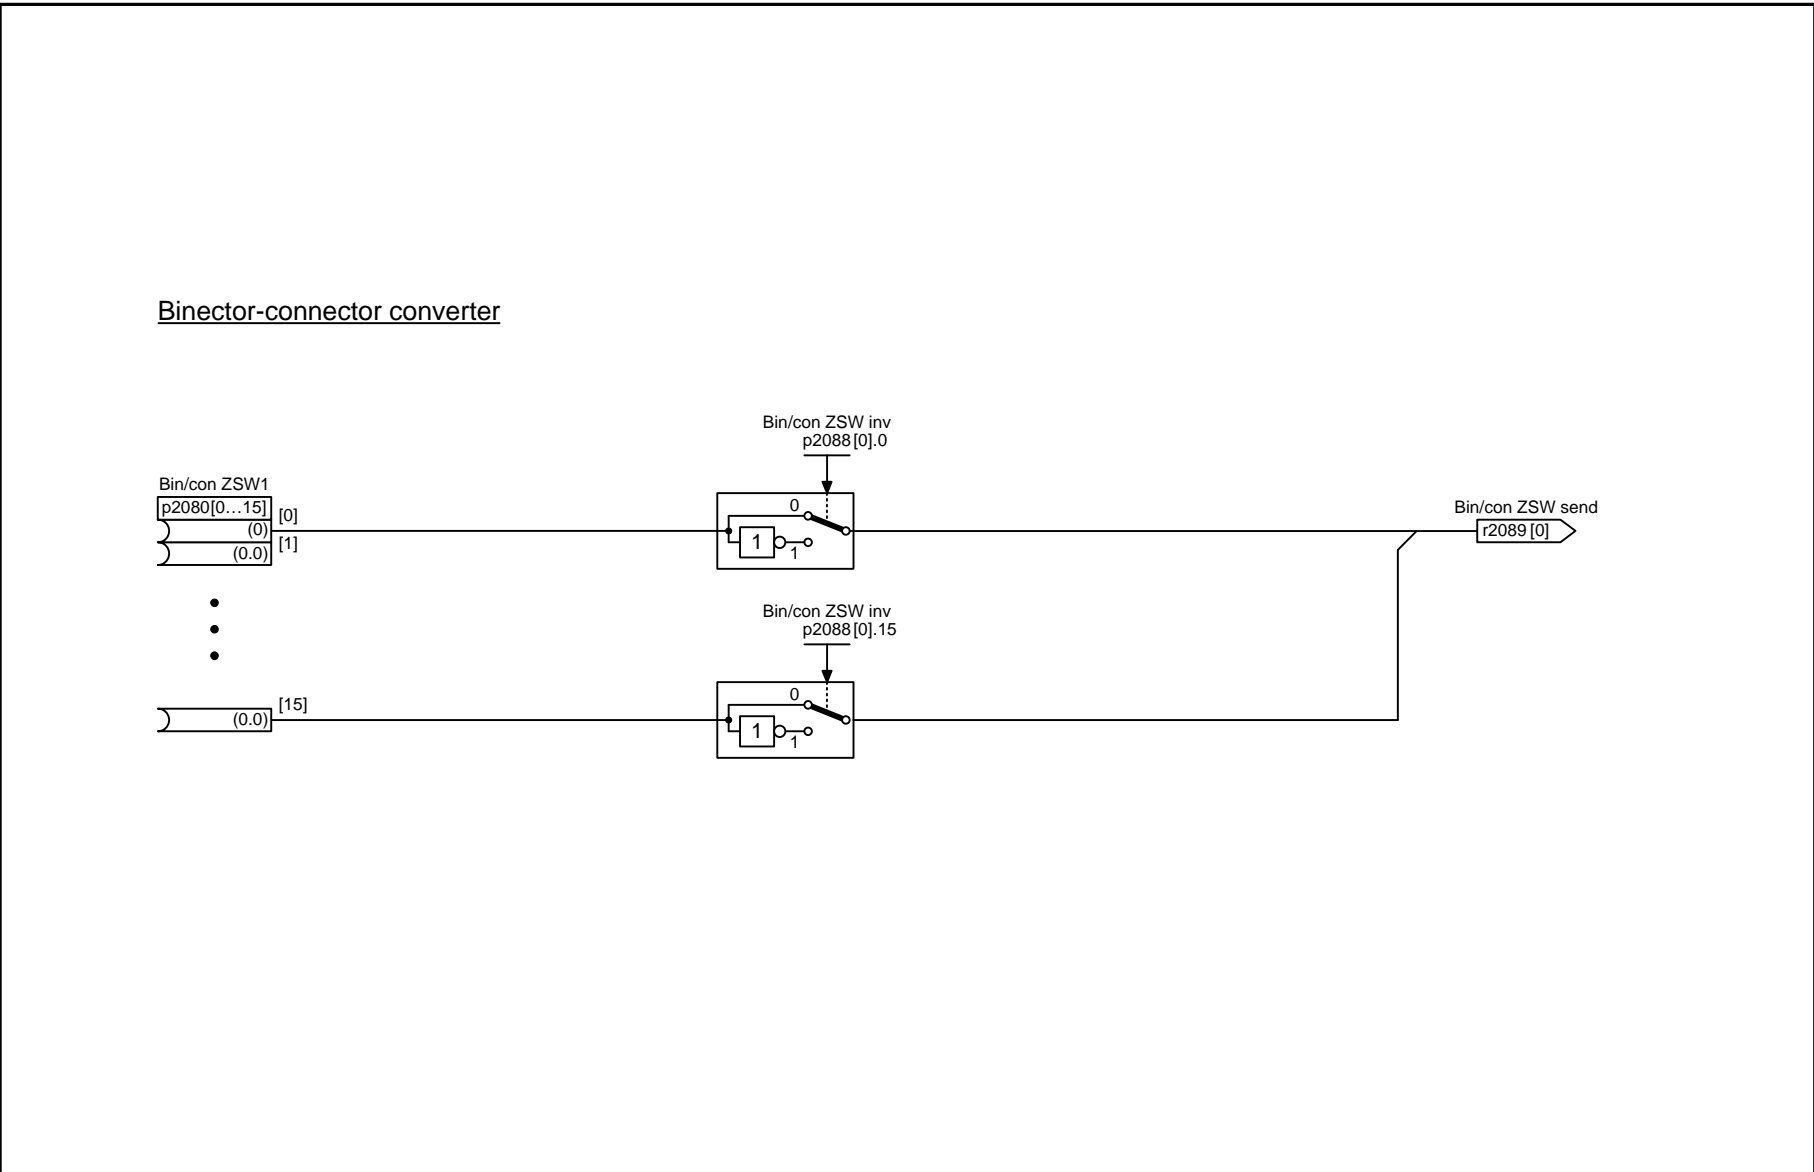 Binector-connector converter
Bin/con ZSW inv
p2088[0].0
Bin/con ZSW1
p2080[0...15]
[0]
(0)
[1]
(0.0)
0
1
1
Bin/con ZSW send
r2089[0]
Bin/con ZSW inv
p2088[0].15
[15]
(0.0)
0
1
1